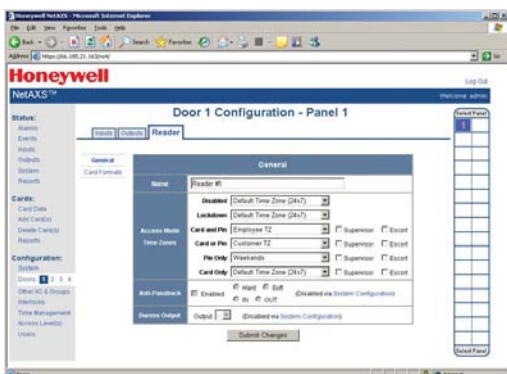 Honeywell NetAXS - Microsoft Internet Explorer
File Edit View Favorites Tools Help
Back Search Favorites
Address Go
Honeywell
Log Out
NetAXS™
Welcome admin
Door 1 Configuration - Panel 1
Select Panel
1
Inputs Outputs Reader
Status:
Alarms
Events
Inputs
Outputs
System
Reports
Cards:
Card Data
Add Card(s)
Delete Card(s)
Reports
Configuration:
System
Doors 1 2 3 4
Other I/O & Groups
Interlocks
Time Management
Access Level(s)
Users
General
Card Formats
General
Name Reader #1
Access Mode Time Zones
Disabled Default Time Zone (24x7)
Lockdown Default Time Zone (24x7)
Card and Pin Employee TZ Supervisor Escort
Card or Pin Customer TZ Supervisor Escort
Pin Only Weekends Supervisor Escort
Card Only Default Time Zone (24x7) Supervisor Escort
Anti-Passback Enabled Hard Soft
IN OUT (Disabled via System Configuration)
Duress Output Output (Disabled via System Configuration)
Submit Changes
Select Panel